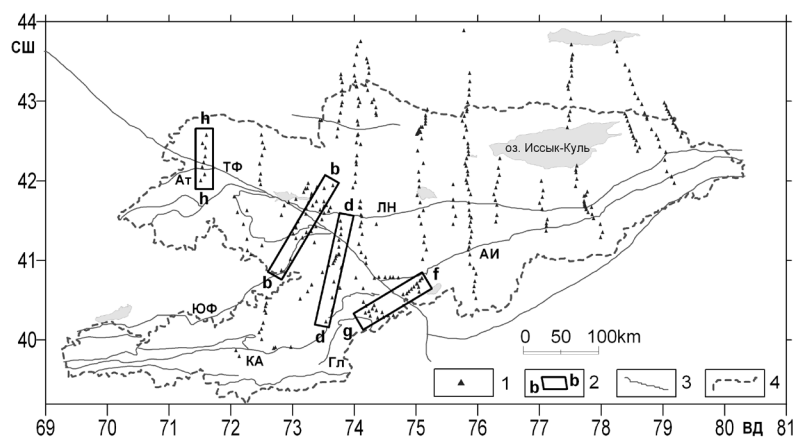 44
СШ
43
h
42
Ат
ТФ
h
b
оз. Иссык-Куль
d
ЛН
41
АИ
b
f
ЮФ
g
0 50 100km
40
d
КА
Гл
1
b b 2
3
4
69 70 71 72 73 74 75 76 77 78 79 80 ВД 81